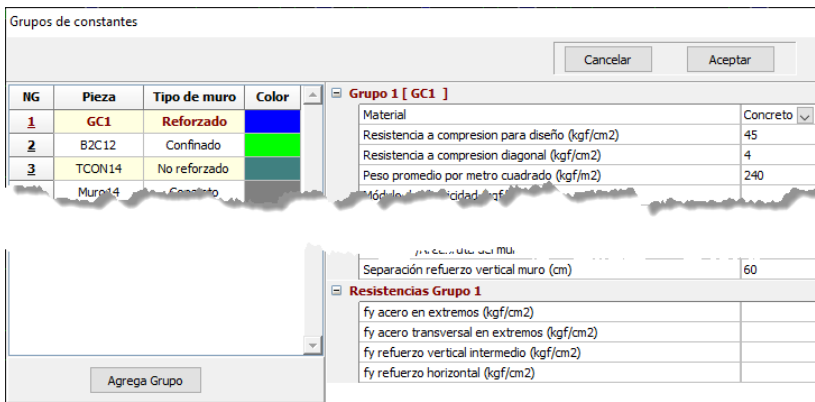 Grupos de constantes
Cancelar Aceptar
NG Pieza Tipo de muro Color
1 GC1 Reforzado
2 B2C12 Confinado
3 TCON14 No reforzado
Muro14
Grupo 1 [ GC1 ]
Material Concreto
Resistencia a compresion para diseño (kgf/cm2) 45
Resistencia a compresion diagonal (kgf/cm2) 4
Peso promedio por metro cuadrado (kgf/m2) 240
Separación refuerzo vertical muro (cm) 60
Resistencias Grupo 1
fy acero en extremos (kgf/cm2)
fy acero transversal en extremos (kgf/cm2)
fy refuerzo vertical intermedio (kgf/cm2)
fy refuerzo horizontal (kgf/cm2)
Agrega Grupo